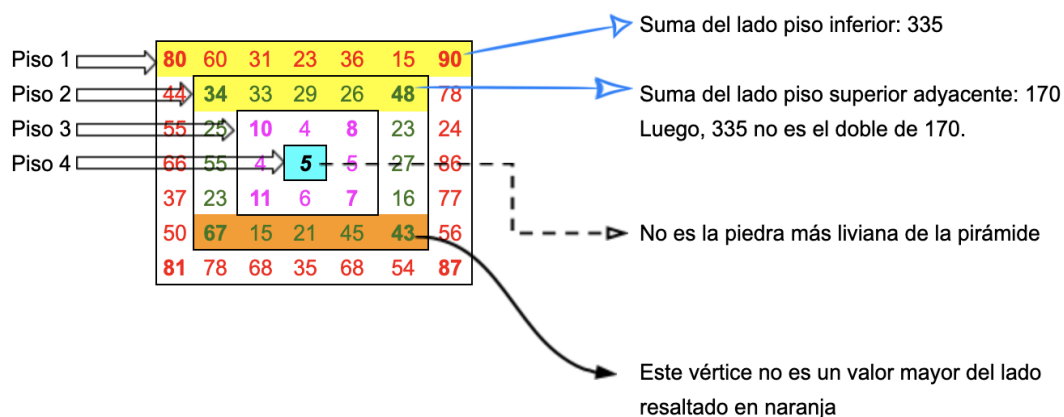 Suma del lado piso inferior: 335
Piso 1 80 60 31 23 36 15 90
Piso 2 44 34 33 29 26 48 78
Suma del lado piso superior adyacente: 170
Luego, 335 no es el doble de 170.
Piso 3 55 25 10 4 8 23 24
Piso 4 66 55 4 5 5 27 86
37 23 11 6 7 16 77
No es la piedra más liviana de la pirámide
50 67 15 21 45 43 56
81 78 68 35 68 54 87
Este vértice no es un valor mayor del lado
resaltado en naranja